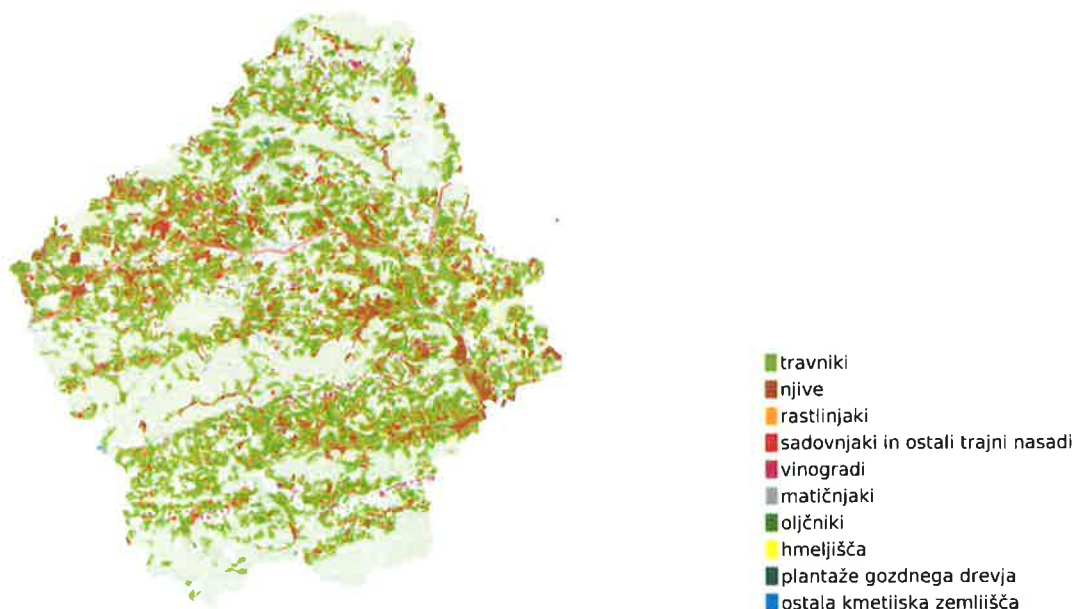 travniki
njive
rastlinjaki
sadovnjaki in ostali trajni nasadi
vinogradi
matičnjaki
oljčniki
hmeljišča
plantaže gozdnega drevja
ostala kmetijska zemljišča